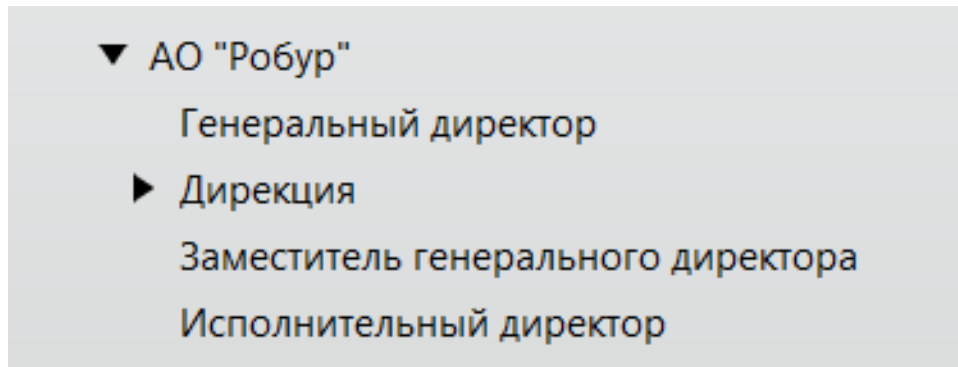 АО "Робур"
Генеральный директор
Дирекция
Заместитель генерального директора
Исполнительный директор